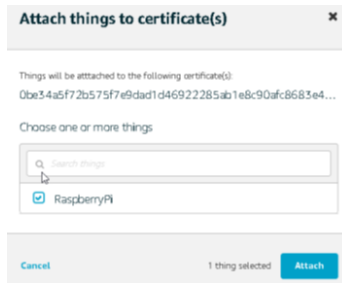 Attach things to certificate(s)
Things will be atttached to the following certificate(s):
0be34a5f72b575f7e9dad1d46922285ab1e8c90afc8683e4...
Choose one or more things
Search things
RaspberryPi
Cancel
1 thing selected
Attach